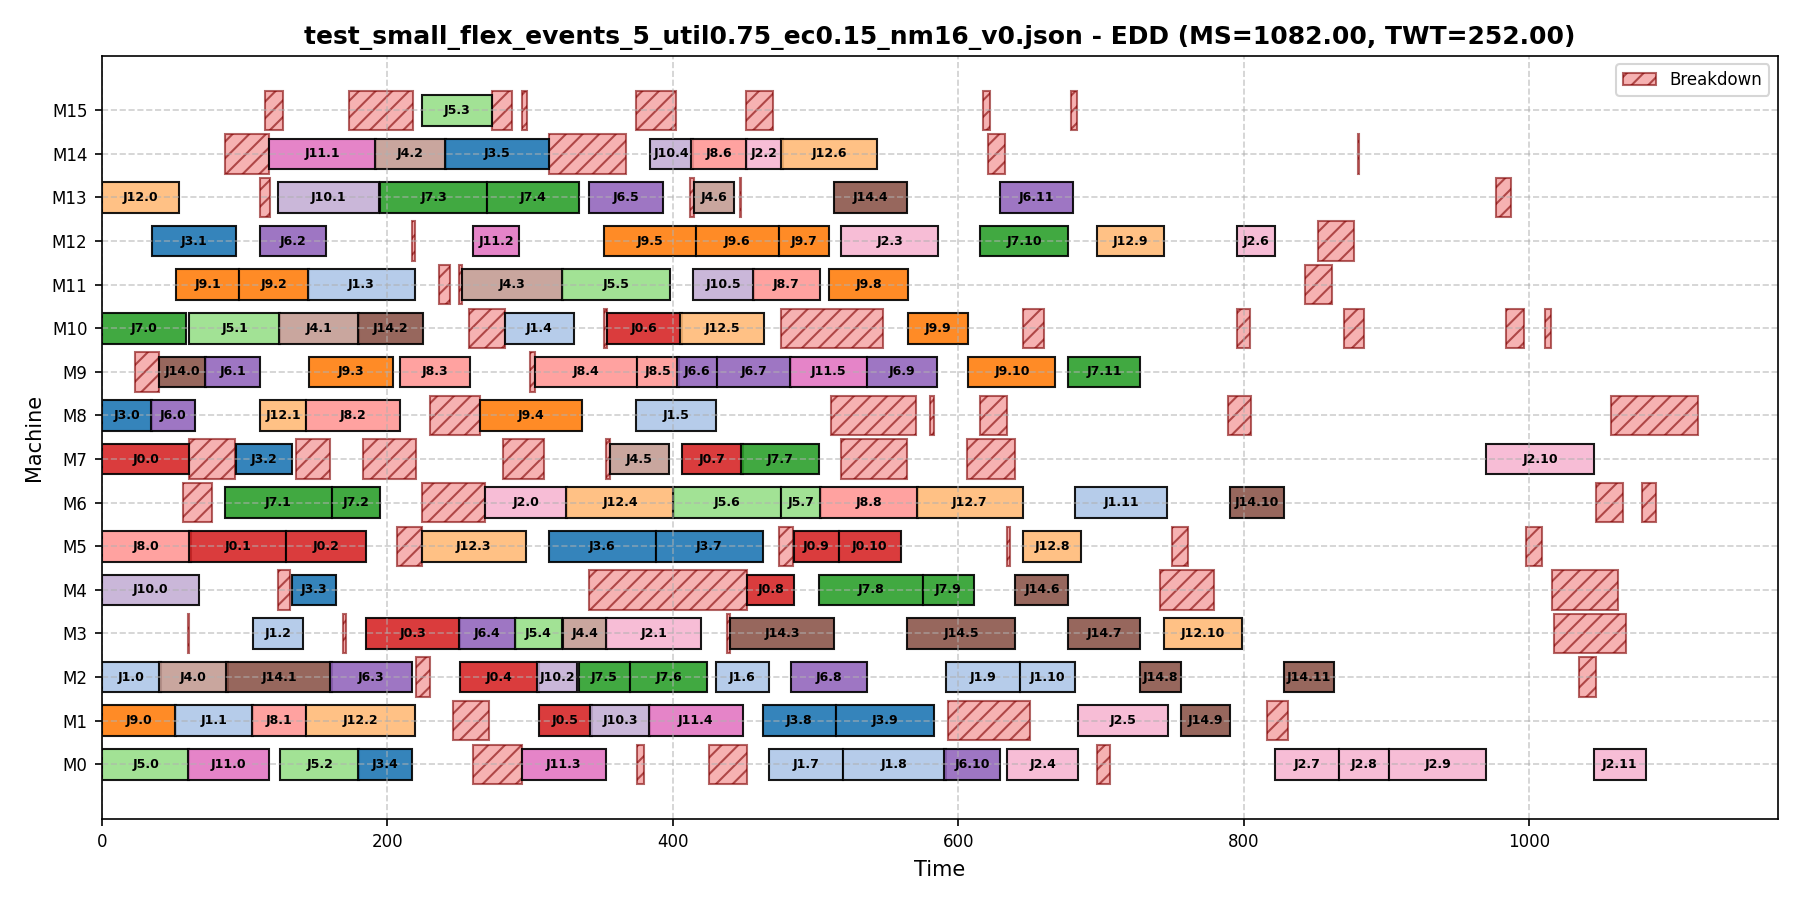 test_small_flex_events_5_util0.75_ec0.15_nm16_v0.json - EDD (MS=1082.00, TWT=252.00)
Breakdown
M15 J5.3
M14 J11.1 J4.2 J3.5 J10.4 J8.6 J2.2 J12.6
M13 J12.0 J10.1 J7.3 J7.4 J6.5 J4.6 J14.4 J6.11
M12 J3.1 J6.2 J11.2 J9.5 J9.6 J9.7 J2.3 J7.10 J12.9 J2.6
M11 J9.1 J9.2 J1.3 J4.3 J5.5 J10.5 J8.7 J9.8
M10 J7.0 J5.1 J4.1 J14.2 J1.4 J0.6 J12.5 J9.9
M9 J14.0 J6.1 J9.3 J8.3 J8.4 J8.5 J6.6 J6.7 J11.5 J6.9 J9.10 J7.11
M8 J3.0 J6.0 J12.1 J8.2 J9.4 J1.5
M7 J0.0 J3.2 J4.5 J0.7 J7.7 J2.10
M6 J7.1 J7.2 J2.0 J12.4 J5.6 J5.7 J8.8 J12.7 J1.11 J14.10
M5 J8.0 J0.1 J0.2 J12.3 J3.6 J3.7 J0.9 J0.10 J12.8
M4 J10.0 J3.3 J0.8 J7.8 J7.9 J14.6
M3 J1.2 J0.3 J6.4 J5.4 J4.4 J2.1 J14.3 J14.5 J14.7 J12.10
M2 J1.0 J4.0 J14.1 J6.3 J0.4 J10.2 J7.5 J7.6 J1.6 J6.8 J1.9 J1.10 J14.8 J14.11
M1 J9.0 J1.1 J8.1 J12.2 J0.5 J10.3 J11.4 J3.8 J3.9 J2.5 J14.9
M0 J5.0 J11.0 J5.2 J3.4 J11.3 J1.7 J1.8 J6.10 J2.4 J2.7 J2.8 J2.9 J2.11
0 200 400 600 800 1000
Time
Machine